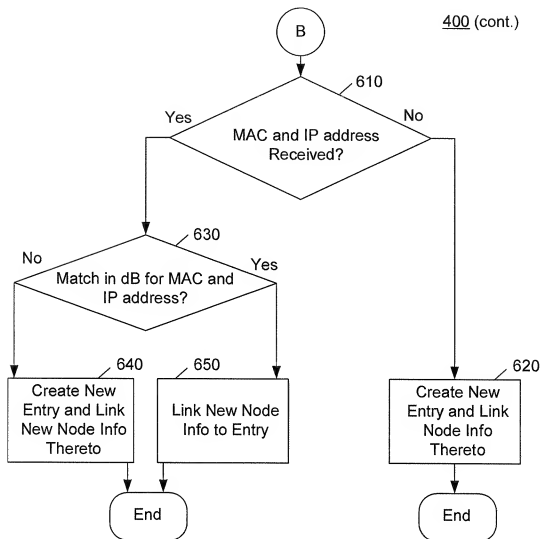 B
400 (cont.)
610
Yes
No
MAC and IP address
Received?
630
No
Yes
Match in dB for MAC and
IP address?
640
650
620
Create New
Entry and Link
New Node Info
Thereto
Link New Node
Info to Entry
Create New
Entry and Link
Node Info
Thereto
End
End